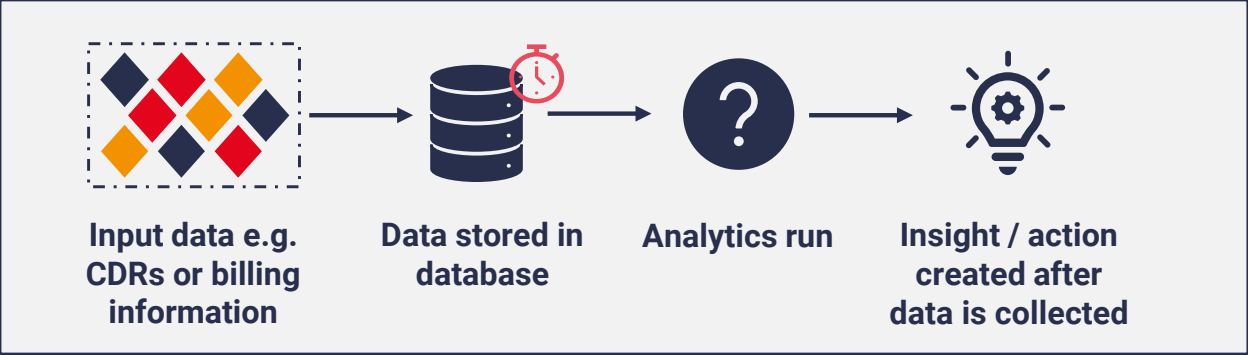 Input data e.g.
CDRs or billing
information
Data stored in
database
?
Analytics run
Insight / action
created after
data is collected